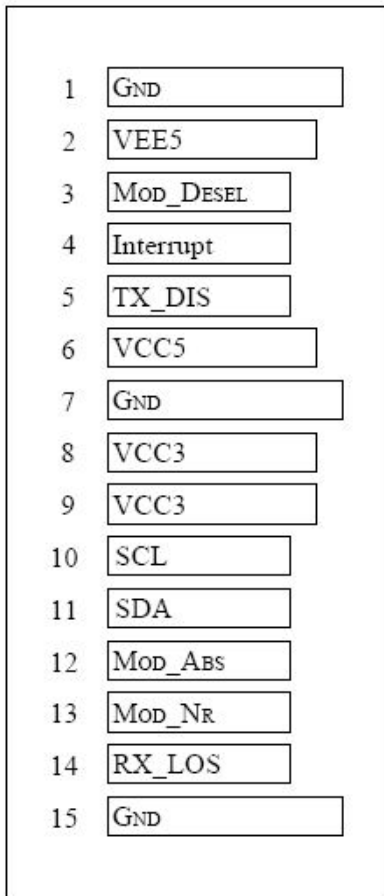 1 GND
2 VEE5
3 MOD_DESEL
4 Interrupt
5 TX_DIS
6 VCC5
7 GND
8 VCC3
9 VCC3
10 SCL
11 SDA
12 MOD_ABS
13 MOD_NR
14 RX_LOS
15 GND